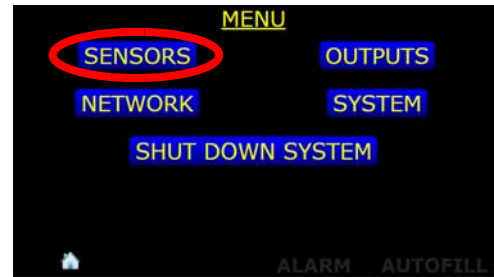 MENU
SENSORS OUTPUTS
NETWORK SYSTEM
SHUT DOWN SYSTEM
ALARM AUTOFILL